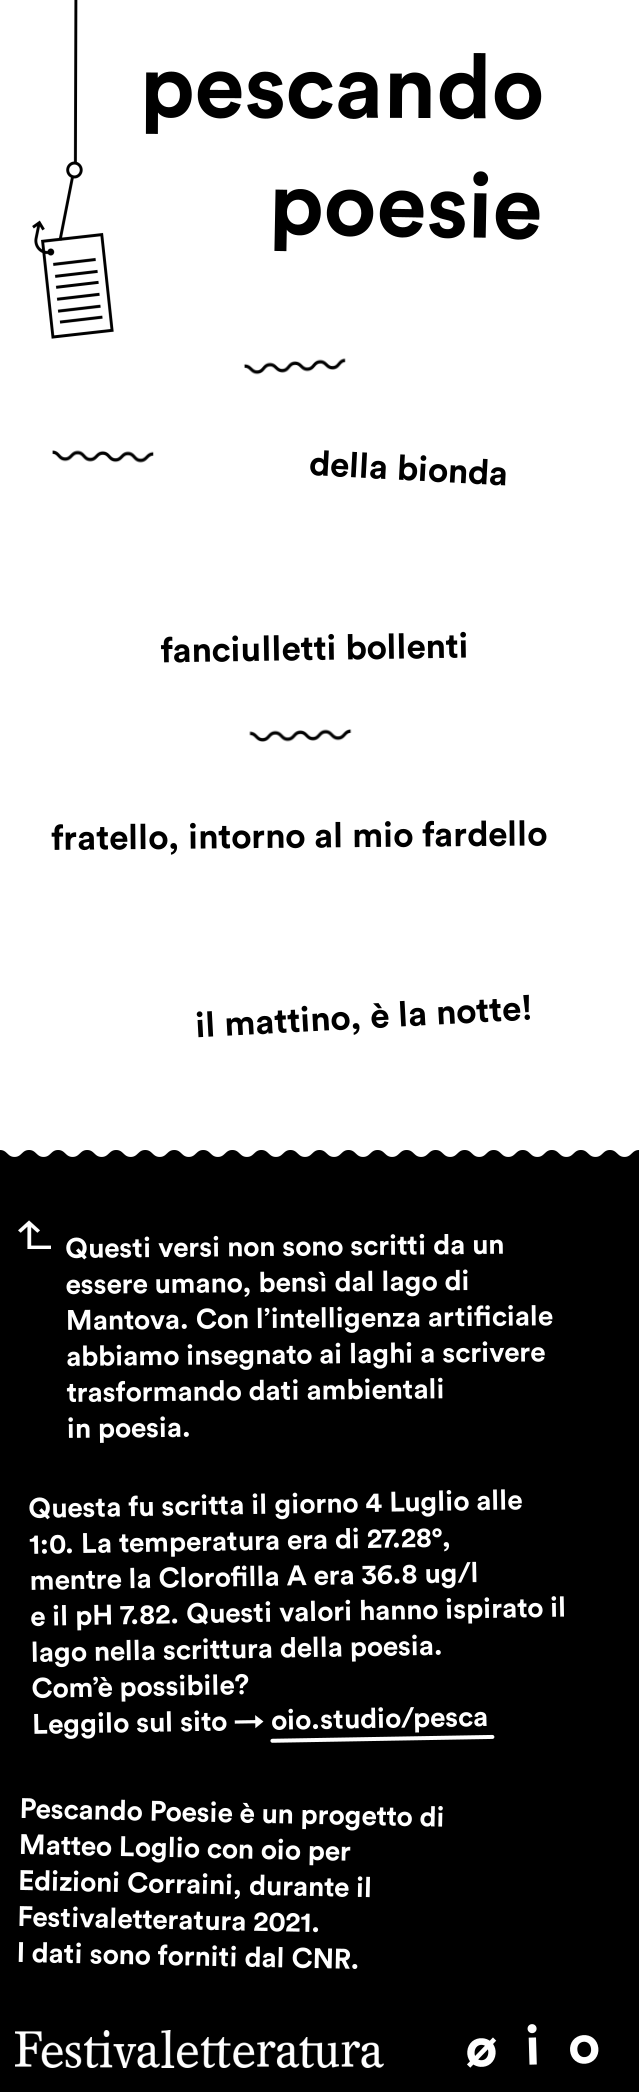 pescando
poesie
della bionda
fanciulletti bollenti
fratello, intorno al mio fardello
il mattino, è la notte!
Questi versi non sono scritti da un
essere umano, bensì dal lago di
Mantova. Con l’intelligenza artificiale
abbiamo insegnato ai laghi a scrivere
trasformando dati ambientali
in poesia.
Questa fu scritta il giorno 4 Luglio alle
1:0. La temperatura era di 27.28°,
mentre la Clorofilla A era 36.8 ug/l
e il pH 7.82. Questi valori hanno ispirato il
lago nella scrittura della poesia.
Com’è possibile?
Leggilo sul sito → oio.studio/pesca
Pescando Poesie è un progetto di
Matteo Loglio con oio per
Edizioni Corraini, durante il
Festivaletteratura 2021.
I dati sono forniti dal CNR.
Festivaletteratura ø i o